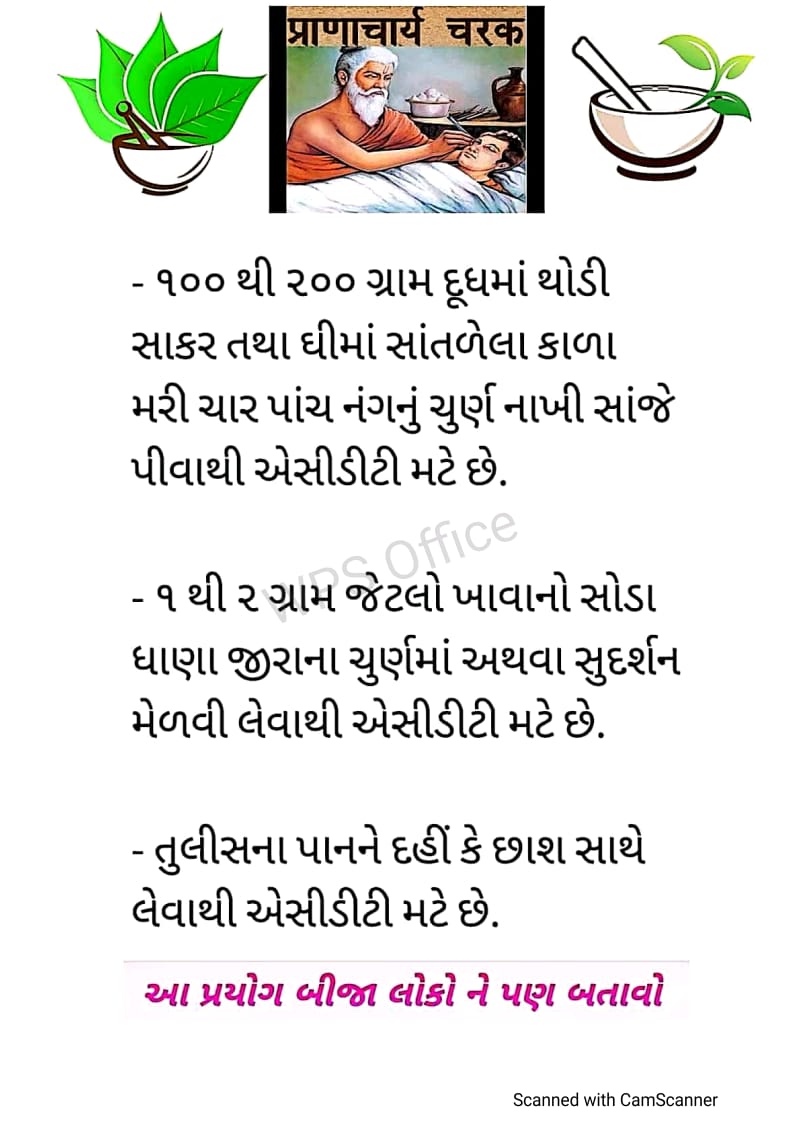 प्राणाचार्य चरक
- ૧૦૦ થી ૨૦૦ ગ્રામ દૂધમાં થોડી
સાકર તથા ઘીમાં સાંતળેલા કાળા
મરી ચાર પાંચ નંગનું ચુર્ણ નાખી સાંજે
પીવાથી એસીડીટી મટે છે.
WPS Office
- ૧ થી ૨ ગ્રામ જેટલો ખાવાનો સોડા
ધાણા જીરાના ચુર્ણમાં અથવા સુદર્શન
મેળવી લેવાથી એસીડીટી મટે છે.
- તુલીસના પાનને દહીં કે છાશ સાથે
લેવાથી એસીડીટી મટે છે.
આ પ્રયોગ બીજા લોકો ને પણ બતાવો
Scanned with CamScanner